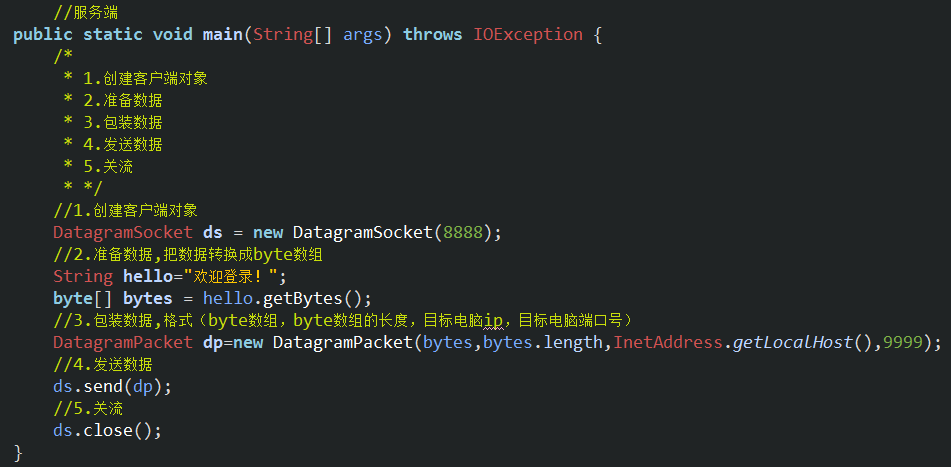 //服务端
public static void main(String[] args) throws IOException {
/*
* 1.创建客户端对象
* 2.准备数据
* 3.包装数据
* 4.发送数据
* 5.关流
* */
//1.创建客户端对象
DatagramSocket ds = new DatagramSocket(8888);
//2.准备数据,把数据转换成byte数组
String hello="欢迎登录！";
byte[] bytes = hello.getBytes();
//3.包装数据,格式（byte数组，byte数组的长度，目标电脑ip，目标电脑端口号）
DatagramPacket dp=new DatagramPacket(bytes,bytes.length,InetAddress.getLocalHost(),9999);
//4.发送数据
ds.send(dp);
//5.关流
ds.close();
}